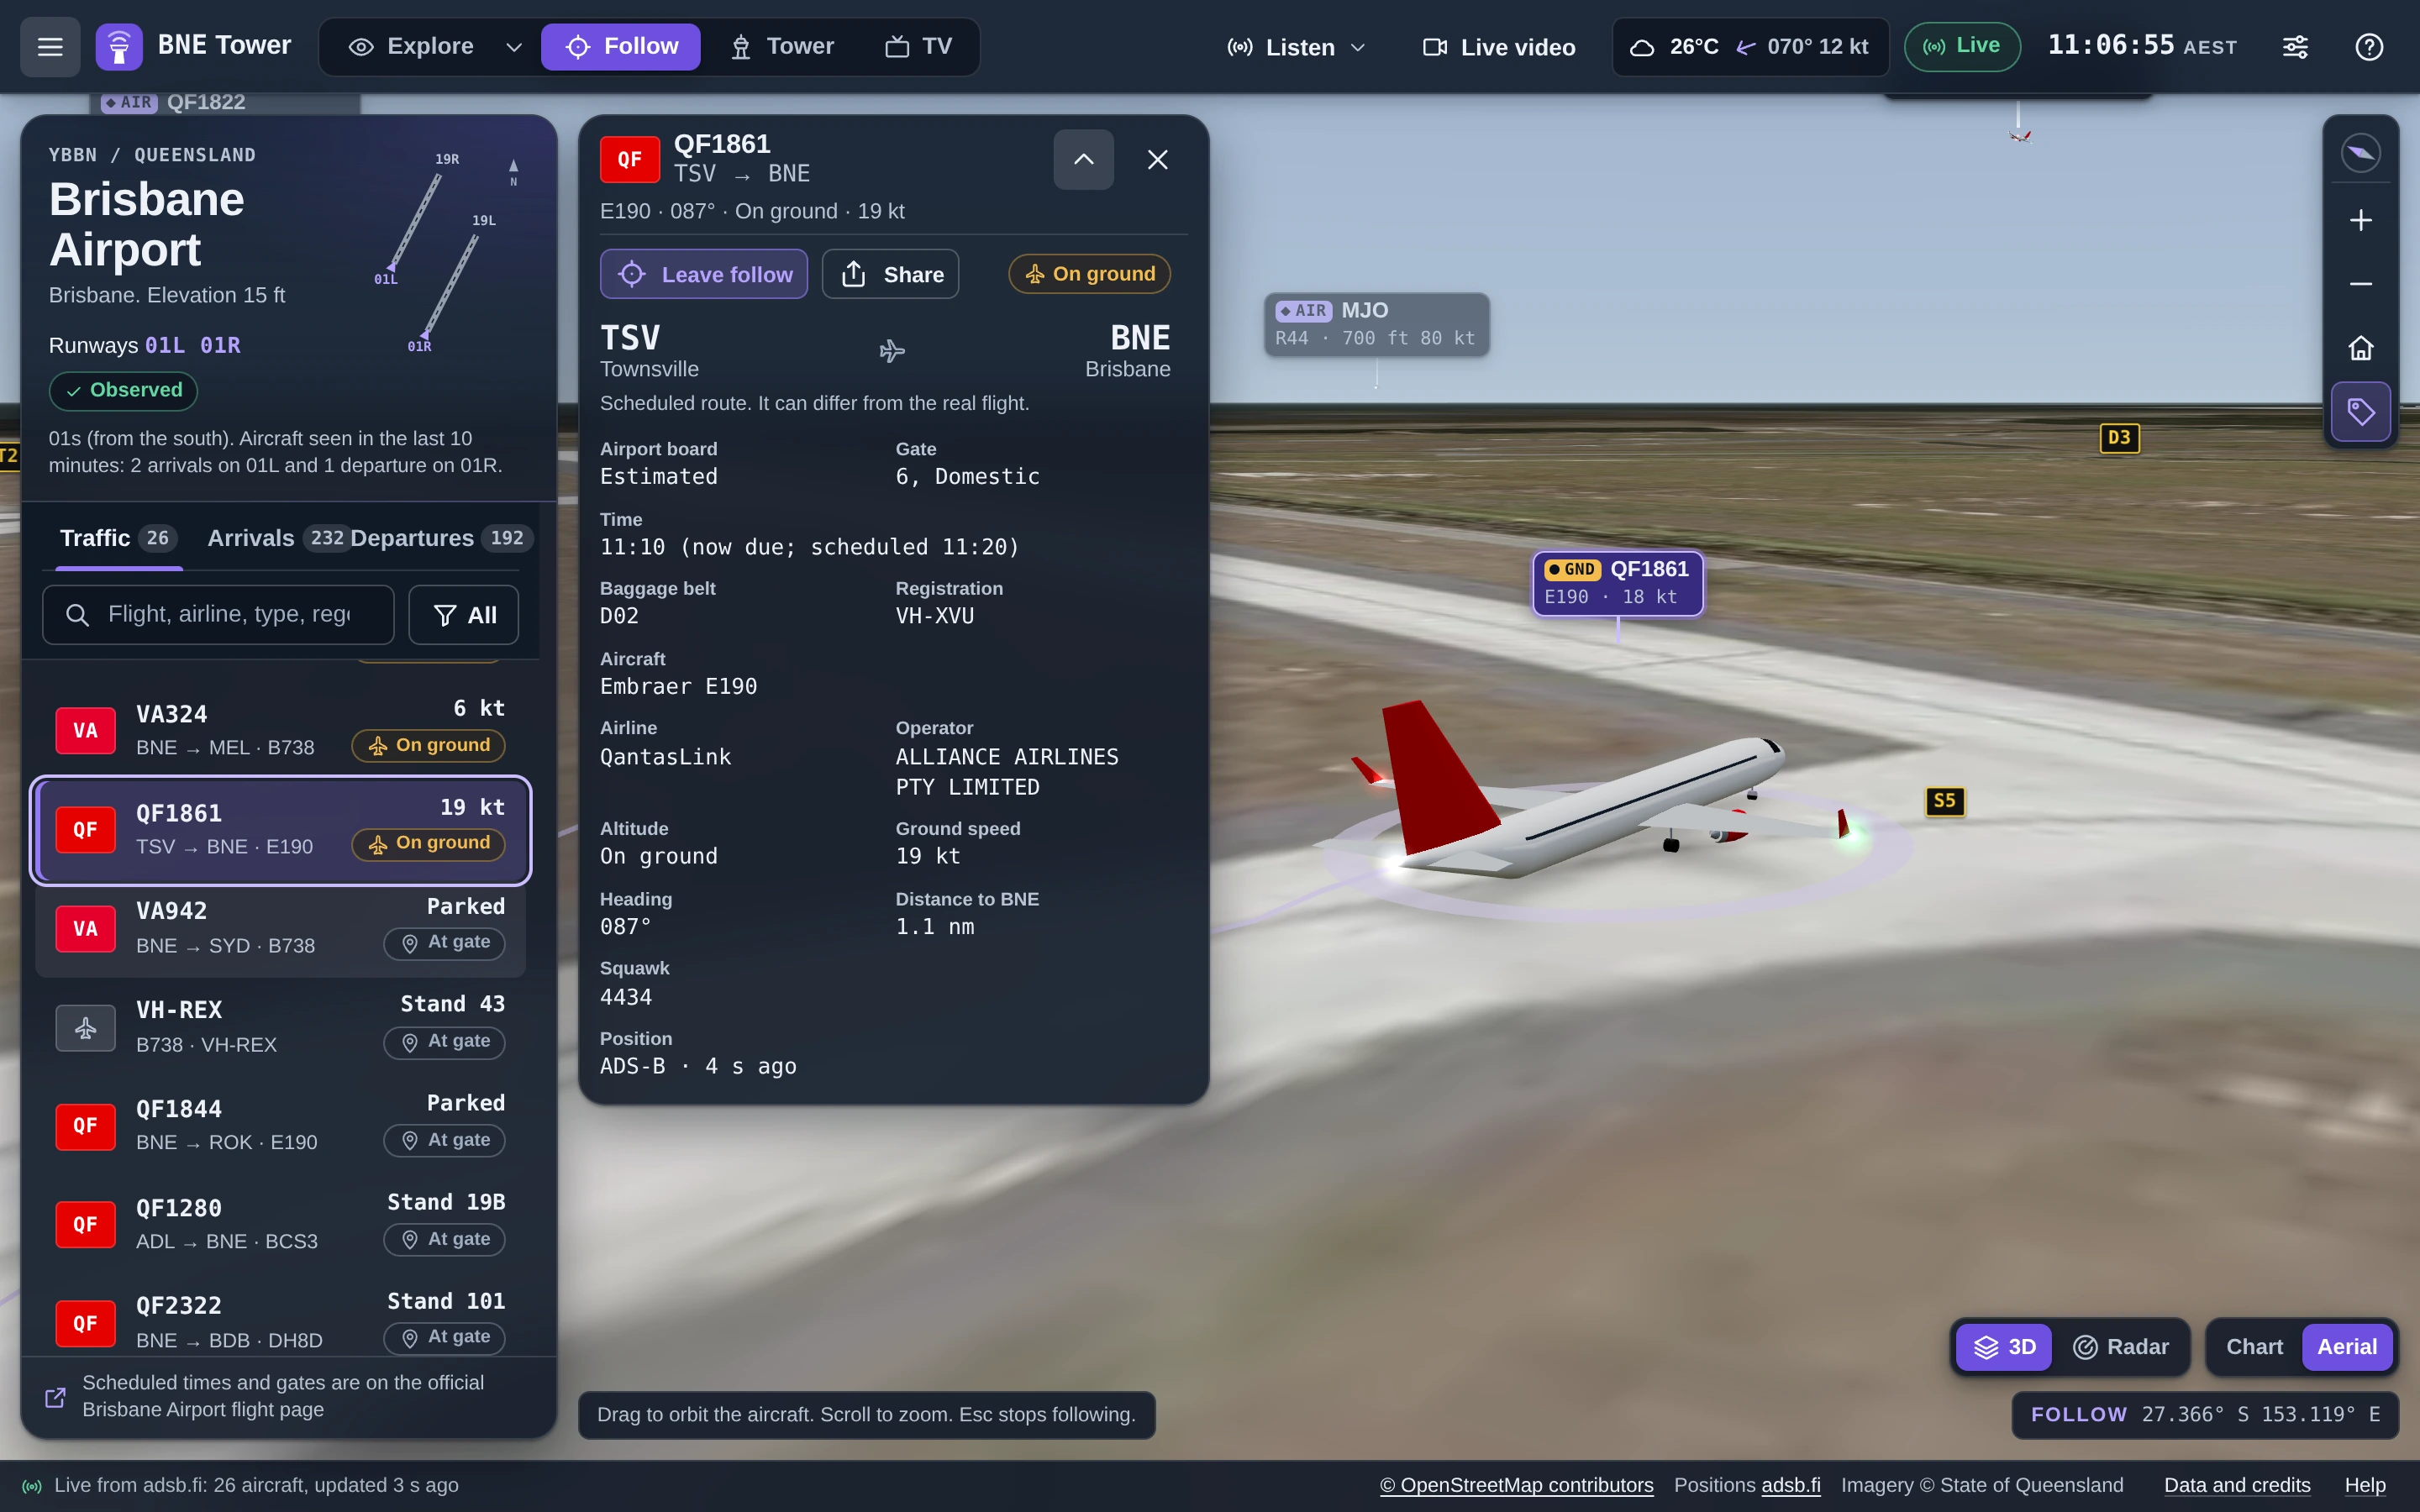 BNE Tower
Explore
Follow
Tower
TV
Listen
Live video
26°C
070° 12 kt
Live
11:06:55 AEST
AIR QF1822
YBBN / QUEENSLAND
Brisbane
Airport
Brisbane. Elevation 15 ft
Runways 01L 01R
Observed
19R
N
19L
01L
01R
01s (from the south). Aircraft seen in the last 10
minutes: 2 arrivals on 01L and 1 departure on 01R.
Traffic 26
Arrivals 232
Departures 192
Flight, airline, type, reg
All
VA
VA324
6 kt
BNE → MEL · B738
On ground
QF
QF1861
19 kt
TSV → BNE · E190
On ground
VA
VA942
Parked
BNE → SYD · B738
At gate
VH-REX
Stand 43
B738 · VH-REX
At gate
QF
QF1844
Parked
BNE → ROK · E190
At gate
QF
QF1280
Stand 19B
ADL → BNE · BCS3
At gate
QF
QF2322
Stand 101
BNE → BDB · DH8D
At gate
Scheduled times and gates are on the official
Brisbane Airport flight page
QF
QF1861
TSV → BNE
E190 · 087° · On ground · 19 kt
Leave follow
Share
On ground
TSV
BNE
Townsville
Brisbane
Scheduled route. It can differ from the real flight.
Airport board
Gate
Estimated
6, Domestic
Time
11:10 (now due; scheduled 11:20)
Baggage belt
Registration
D02
VH-XVU
Aircraft
Embraer E190
Airline
Operator
QantasLink
ALLIANCE AIRLINES
PTY LIMITED
Altitude
Ground speed
On ground
19 kt
Heading
Distance to BNE
087°
1.1 nm
Squawk
4434
Position
ADS-B · 4 s ago
AIR MJO
R44 · 700 ft 80 kt
T2
D3
GND QF1861
E190 · 18 kt
S5
3D
Radar
Chart
Aerial
Drag to orbit the aircraft. Scroll to zoom. Esc stops following.
FOLLOW 27.366° S 153.119° E
Live from adsb.fi: 26 aircraft, updated 3 s ago
© OpenStreetMap contributors
Positions adsb.fi
Imagery © State of Queensland
Data and credits
Help